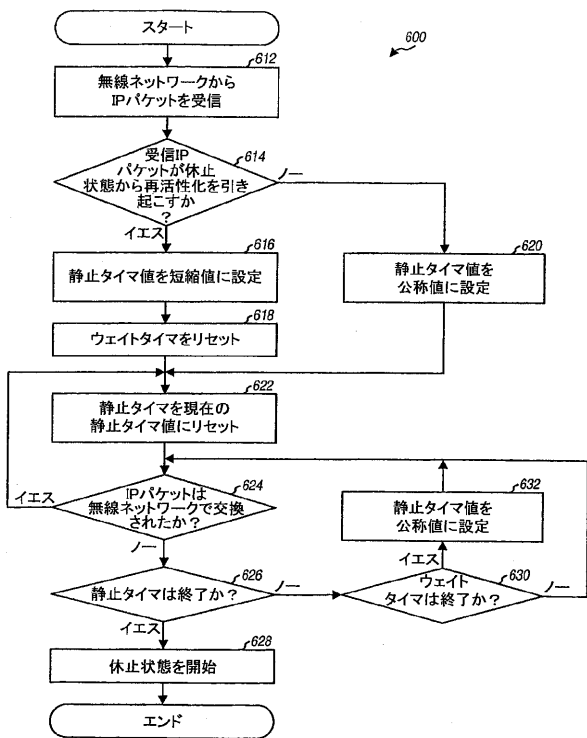 スタート
600
612
無線ネットワークから
IPパケットを受信
614
受信IP
パケットが休止
状態から再活性化を引き
起こすか
?
ノー
イエス
616
静止タイマ値を短縮値に設定
620
静止タイマ値を
公称値に設定
618
ウェイトタイマをリセット
622
静止タイマを現在の
静止タイマ値にリセット
624
IPパケットは
無線ネットワークで交換
されたか?
イエス
ノー
632
静止タイマ値を
公称値に設定
イエス
626
静止タイマは終了か?
ノー
イエス
630
ウェイト
タイマは終了か?
ノー
628
休止状態を開始
エンド